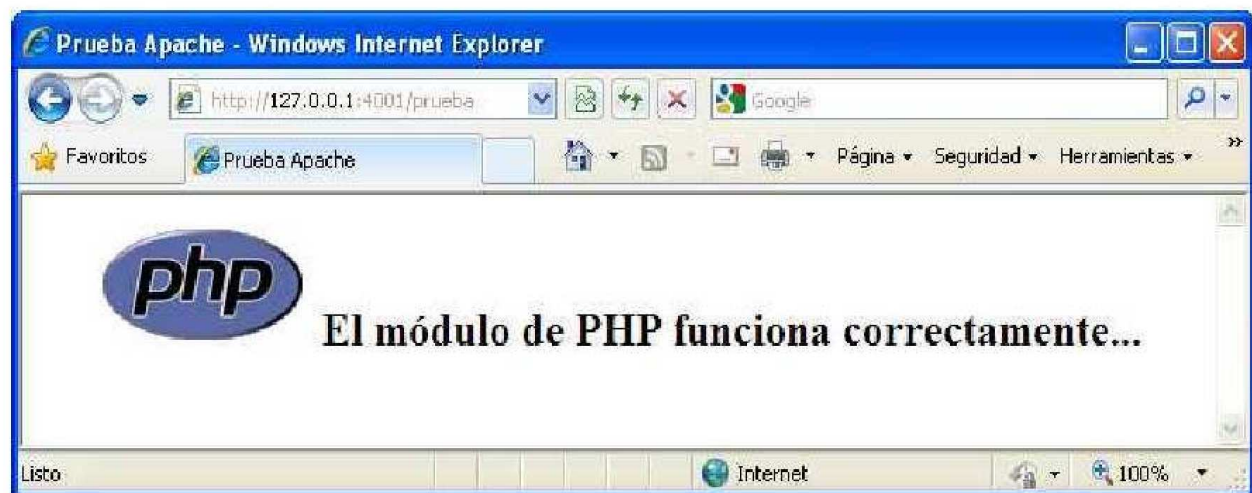 Prueba Apache - Windows Internet Explorer
http://127.0.0.1:4001/prueba
Google
Favoritos
Prueba Apache
Página
Seguridad
Herramientas
php
El módulo de PHP funciona correctamente...
Listo
Internet
100%